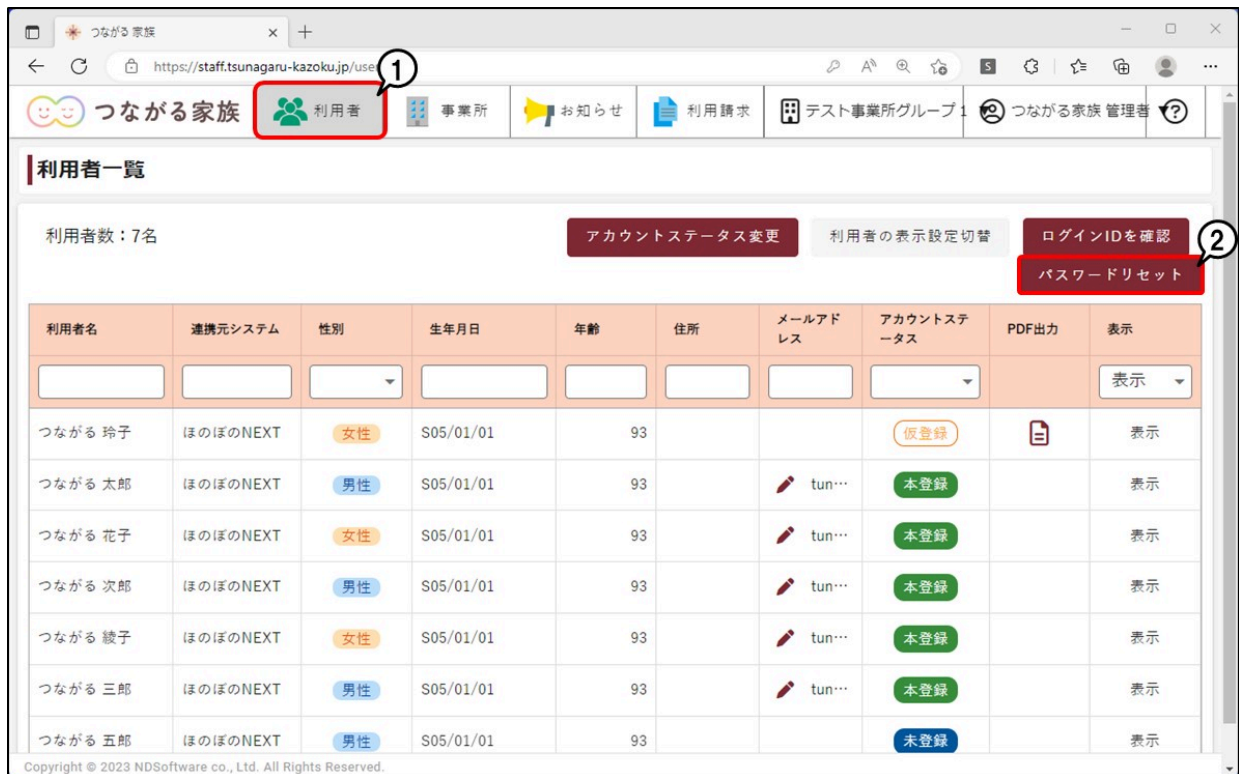 つながる家族
https://staff.tsunagaru-kazoku.jp/use
①
つながる家族 利用者 事業所 お知らせ 利用請求 テスト事業所グループ1 つながる家族 管理者
利用者一覧
利用者数：7名 アカウントステータス変更 利用者の表示設定切替 ログインIDを確認
②
パスワードリセット
利用者名 連携元システム 性別 生年月日 年齢 住所 メールアドレス アカウントステータス PDF出力 表示
表示
つながる 玲子 ほのぼのNEXT 女性 S05/01/01 93 仮登録 表示
つながる 太郎 ほのぼのNEXT 男性 S05/01/01 93 tun… 本登録 表示
つながる 花子 ほのぼのNEXT 女性 S05/01/01 93 tun… 本登録 表示
つながる 次郎 ほのぼのNEXT 男性 S05/01/01 93 tun… 本登録 表示
つながる 綾子 ほのぼのNEXT 女性 S05/01/01 93 tun… 本登録 表示
つながる 三郎 ほのぼのNEXT 男性 S05/01/01 93 tun… 本登録 表示
つながる 五郎 ほのぼのNEXT 男性 S05/01/01 93 未登録 表示
Copyright © 2023 NDSoftware co., Ltd. All Rights Reserved.